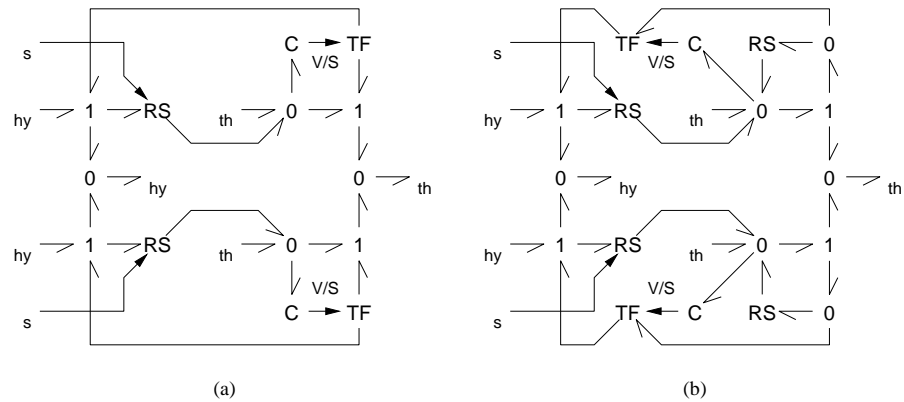 C TF TF C RS 0
s V/S s V/S
hy 1 RS th 0 1 hy 1 RS th 0 1
0 hy 0 th 0 hy 0 th
hy 1 RS th 0 1 hy 1 RS th 0 1
V/S V/S
s C TF s TF C RS 0
(a) (b)